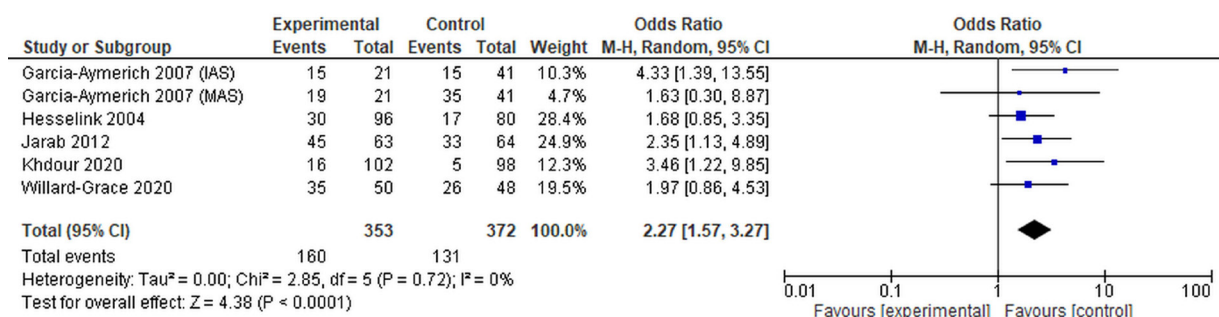 Experimental Control Odds Ratio Odds Ratio
Study or Subgroup Events Total Events Total Weight M-H, Random, 95% CI M-H, Random, 95% CI
Garcia-Aymerich 2007 (IAS) 15 21 15 41 10.3% 4.33 [1.39, 13.55]
Garcia-Aymerich 2007 (MAS) 19 21 35 41 4.7% 1.63 [0.30, 8.87]
Hesselink 2004 30 96 17 80 28.4% 1.68 [0.85, 3.35]
Jarab 2012 45 63 33 64 24.9% 2.35 [1.13, 4.89]
Khdour 2020 16 102 5 98 12.3% 3.46 [1.22, 9.85]
Willard-Grace 2020 35 50 26 48 19.5% 1.97 [0.86, 4.53]
Total (95% CI) 353 372 100.0% 2.27 [1.57, 3.27]
Total events 160 131
Heterogeneity: Tau² = 0.00; Chi² = 2.85, df = 5 (P = 0.72); I² = 0%
Test for overall effect: Z = 4.38 (P < 0.0001)
0.01 0.1 1 10 100
Favours [experimental] Favours [control]